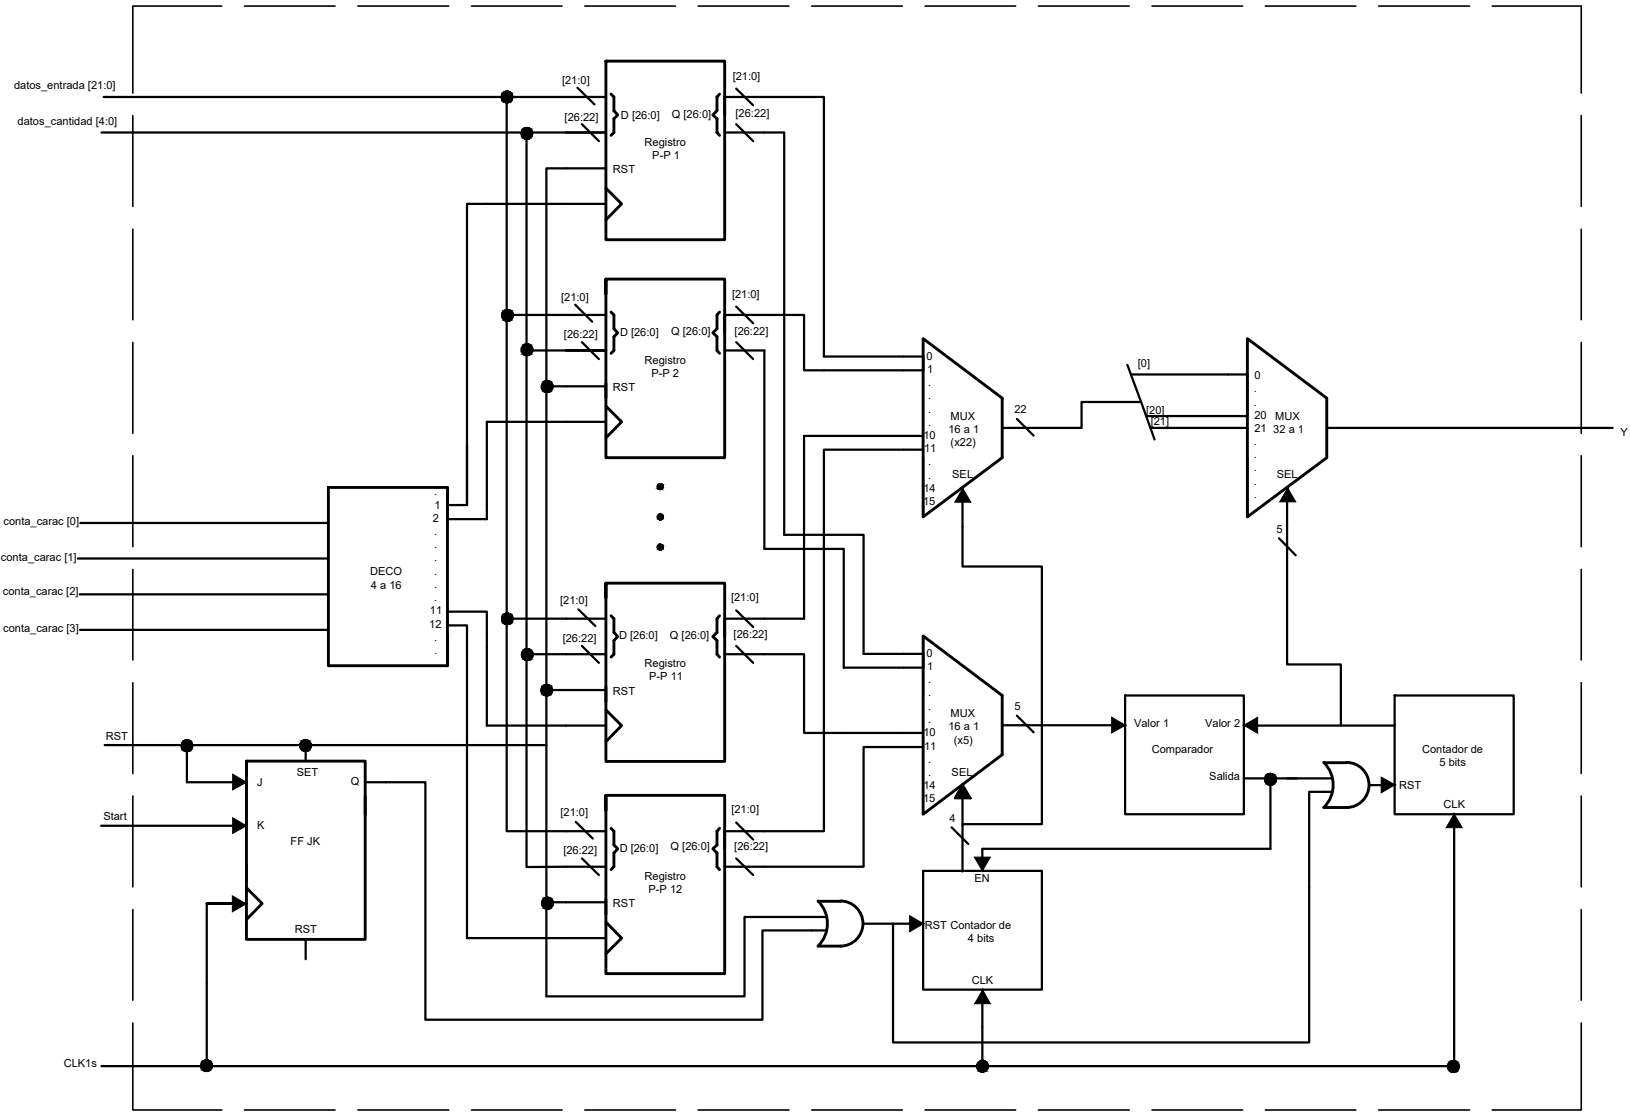 datos_entrada [21:0]
datos_cantidad [4:0]
[21:0]
[26:22]
D [26:0]
Q [26:0]
[21:0]
[26:22]
Registro
P-P 1
RST
[21:0]
[26:22]
D [26:0]
Q [26:0]
[21:0]
[26:22]
Registro
P-P 2
RST
conta_carac [0]
conta_carac [1]
conta_carac [2]
conta_carac [3]
DECO
4 a 16
1
2
11
12
[21:0]
[26:22]
D [26:0]
Q [26:0]
[21:0]
[26:22]
Registro
P-P 11
RST
[21:0]
[26:22]
D [26:0]
Q [26:0]
[21:0]
[26:22]
Registro
P-P 12
RST
RST
Start
SET
J
Q
K
FF JK
RST
CLK1s
0
1
MUX
16 a 1
(x22)
10
11
SEL
14
15
22
[0]
[20]
[21]
0
20
21
MUX
32 a 1
SEL
Y
5
0
1
MUX
16 a 1
(x5)
10
11
SEL
14
15
5
4
Valor 1
Valor 2
Comparador
Salida
Contador de
5 bits
RST
CLK
EN
RST Contador de
4 bits
CLK